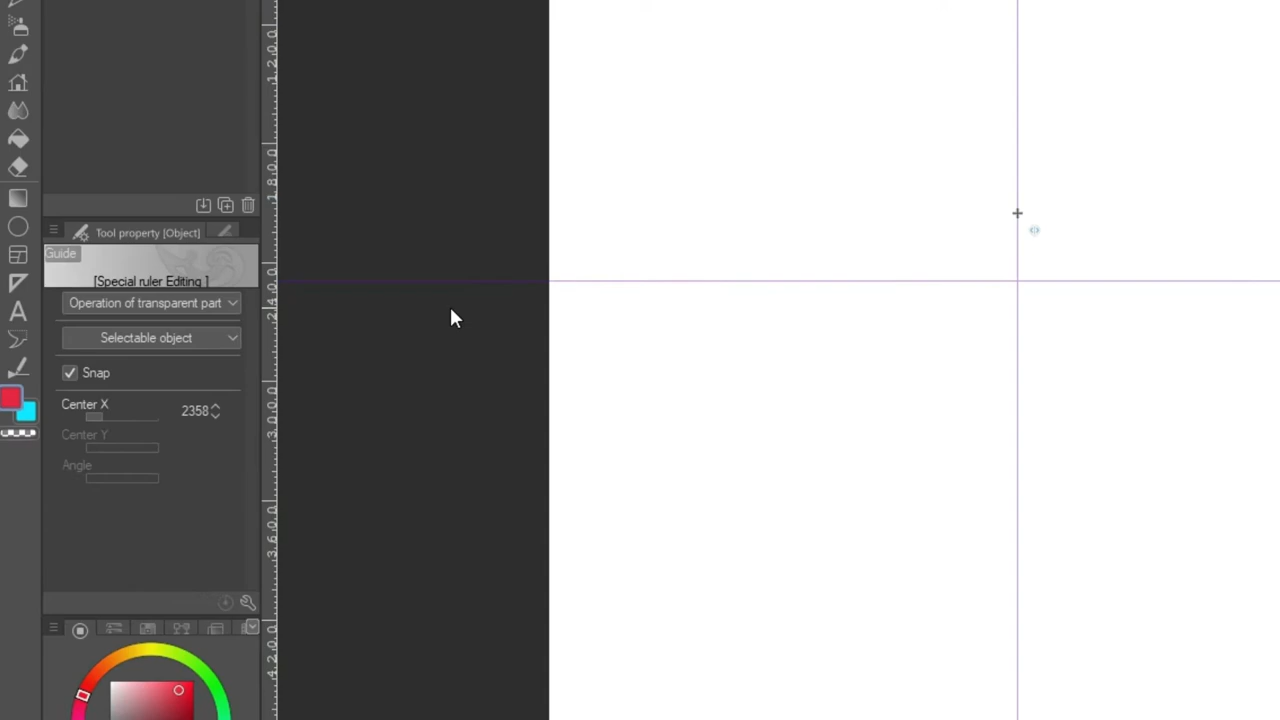 Tool property [Object]
Guide
[Special ruler Editing ]
Operation of transparent part
Selectable object
Snap
Center X
2358
Center Y
Angle